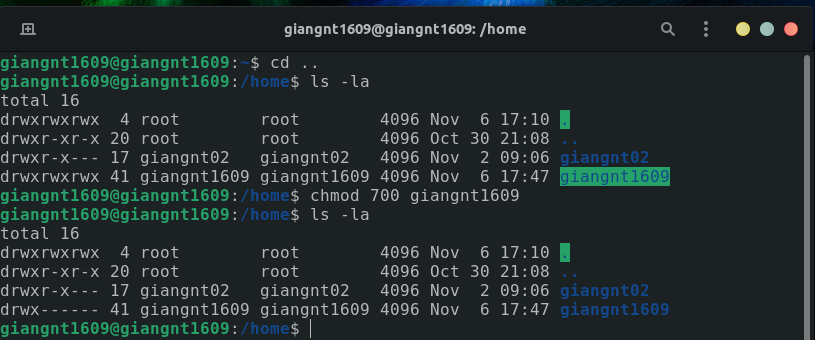 giangnt1609@giangnt1609: /home
giangnt1609@giangnt1609:~$ cd ..
giangnt1609@giangnt1609:/home$ ls -la
total 16
drwxrwxrwx  4 root        root        4096 Nov  6 17:10 .
drwxr-xr-x 20 root        root        4096 Oct 30 21:08 ..
drwxr-x--- 17 giangnt02   giangnt02   4096 Nov  2 09:06 giangnt02
drwxrwxrwx 41 giangnt1609 giangnt1609 4096 Nov  6 17:47 giangnt1609
giangnt1609@giangnt1609:/home$ chmod 700 giangnt1609
giangnt1609@giangnt1609:/home$ ls -la
total 16
drwxrwxrwx  4 root        root        4096 Nov  6 17:10 .
drwxr-xr-x 20 root        root        4096 Oct 30 21:08 ..
drwxr-x--- 17 giangnt02   giangnt02   4096 Nov  2 09:06 giangnt02
drwx------ 41 giangnt1609 giangnt1609 4096 Nov  6 17:47 giangnt1609
giangnt1609@giangnt1609:/home$